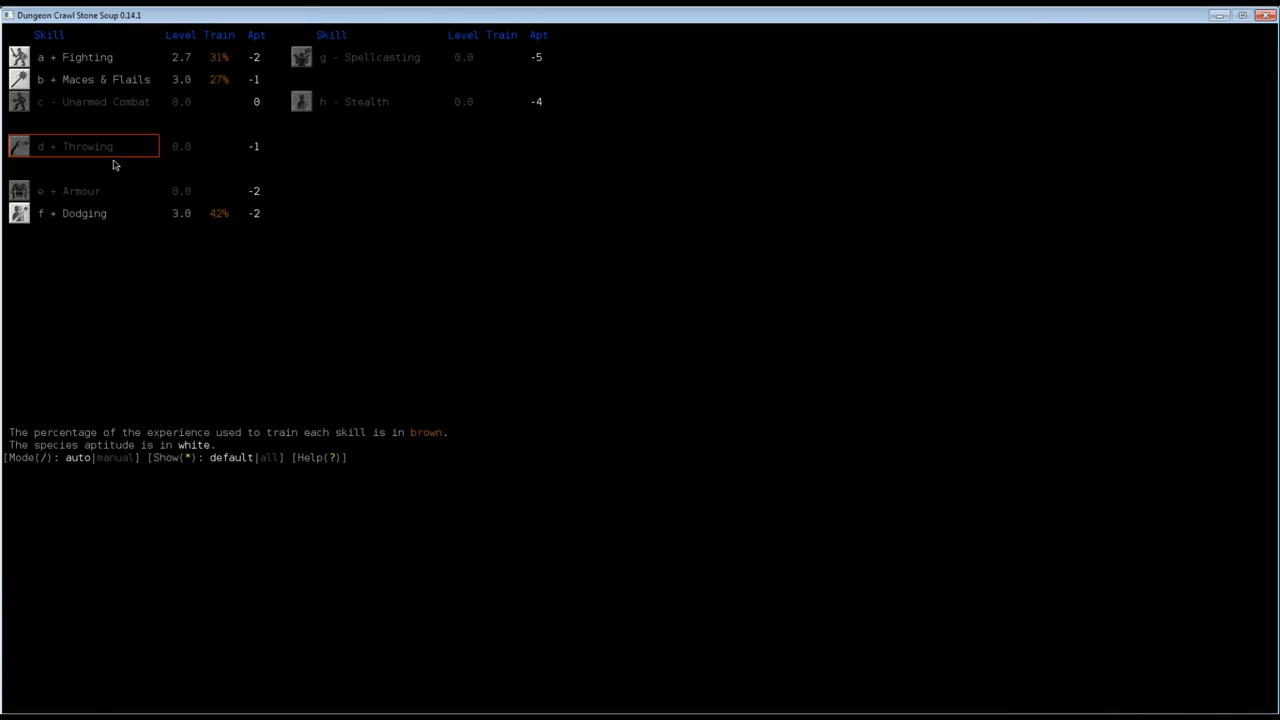 Dungeon Crawl Stone Soup 0.14.1
Skill Level Train Apt Skill Level Train Apt
a + Fighting 2.7 31% -2 g - Spellcasting 0.0 -5
b + Maces & Flails 3.0 27% -1
c - Unarmed Combat 0.0 0 h - Stealth 0.0 -4
d + Throwing 0.0 -1
e + Armour 0.0 -2
f + Dodging 3.0 42% -2
The percentage of the experience used to train each skill is in brown.
The species aptitude is in white.
[Mode(/): auto|manual] [Show(*): default|all] [Help(?)]